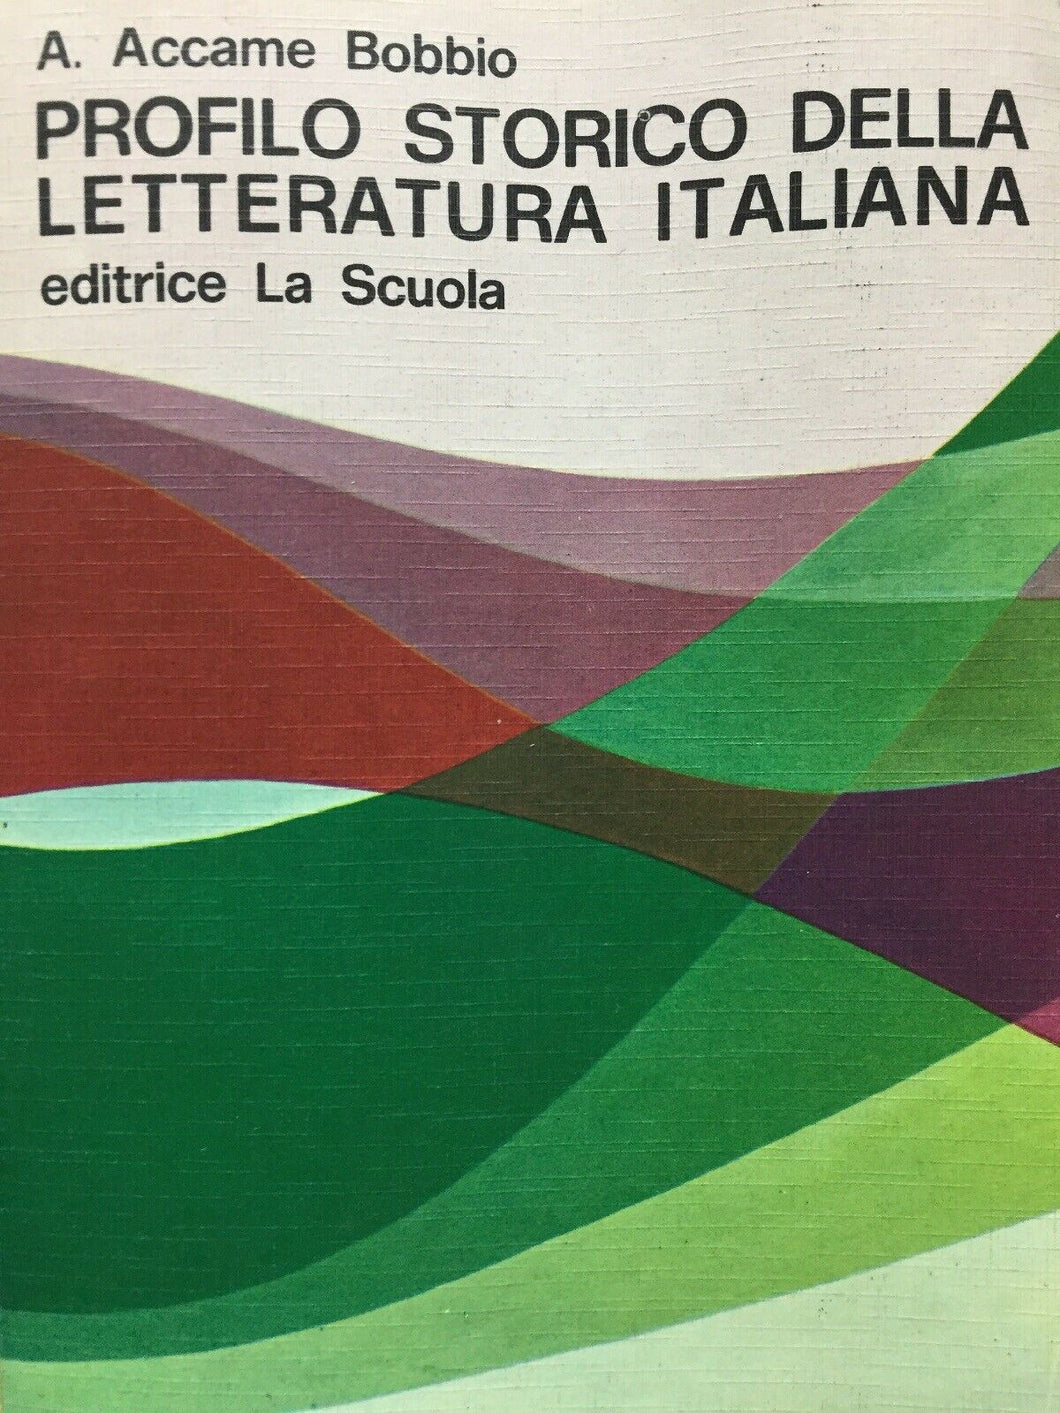 A. Accame Bobbio
PROFILO STORICO DELLA
LETTERATURA ITALIANA
editrice La Scuola